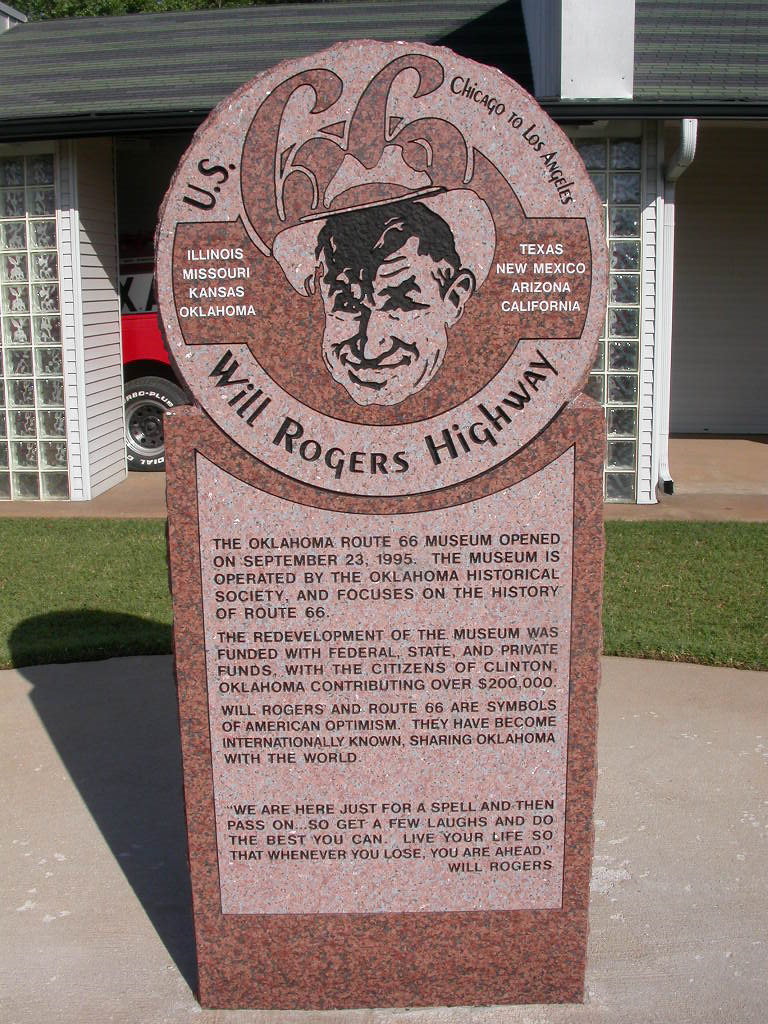 U.S. 66
Chicago to Los Angeles
ILLINOIS
MISSOURI
KANSAS
OKLAHOMA
TEXAS
NEW MEXICO
ARIZONA
CALIFORNIA
Will Rogers Highway
THE OKLAHOMA ROUTE 66 MUSEUM OPENED
ON SEPTEMBER 23, 1995. THE MUSEUM IS
OPERATED BY THE OKLAHOMA HISTORICAL
SOCIETY, AND FOCUSES ON THE HISTORY
OF ROUTE 66.
THE REDEVELOPMENT OF THE MUSEUM WAS
FUNDED WITH FEDERAL, STATE, AND PRIVATE
FUNDS, WITH THE CITIZENS OF CLINTON,
OKLAHOMA CONTRIBUTING OVER $200,000.
WILL ROGERS AND ROUTE 66 ARE SYMBOLS
OF AMERICAN OPTIMISM. THEY HAVE BECOME
INTERNATIONALLY KNOWN, SHARING OKLAHOMA
WITH THE WORLD.
"WE ARE HERE JUST FOR A SPELL AND THEN
PASS ON...SO GET A FEW LAUGHS AND DO
THE BEST YOU CAN. LIVE YOUR LIFE SO
THAT WHENEVER YOU LOSE, YOU ARE AHEAD."
WILL ROGERS